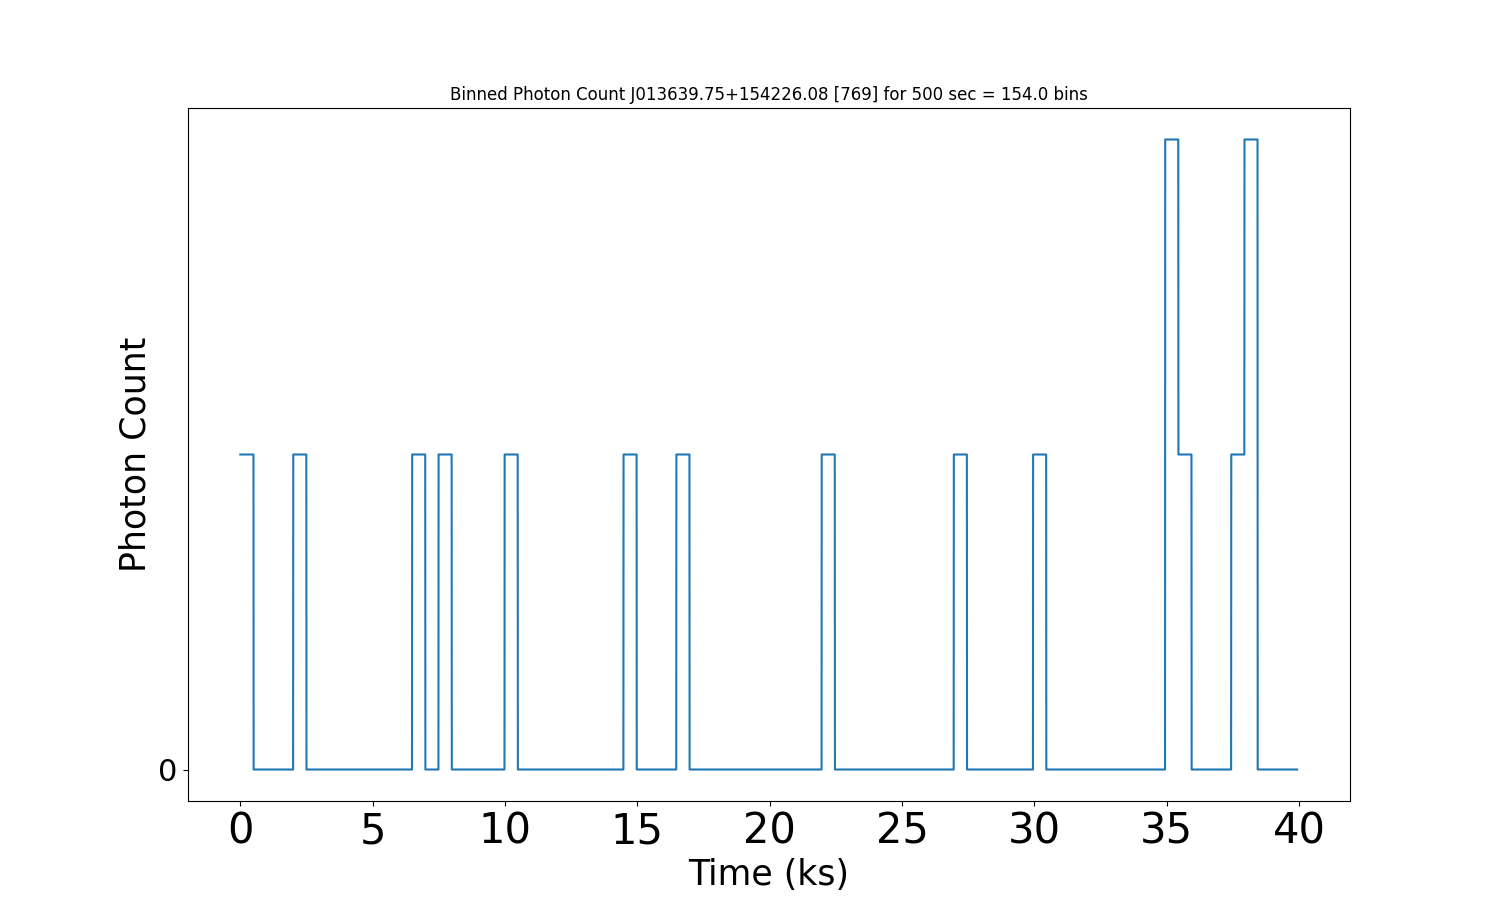 Binned Photon Count J013639.75+154226.08 [769] for 500 sec = 154.0 bins
Photon Count
0
0 5 10 15 20 25 30 35 40
Time (ks)